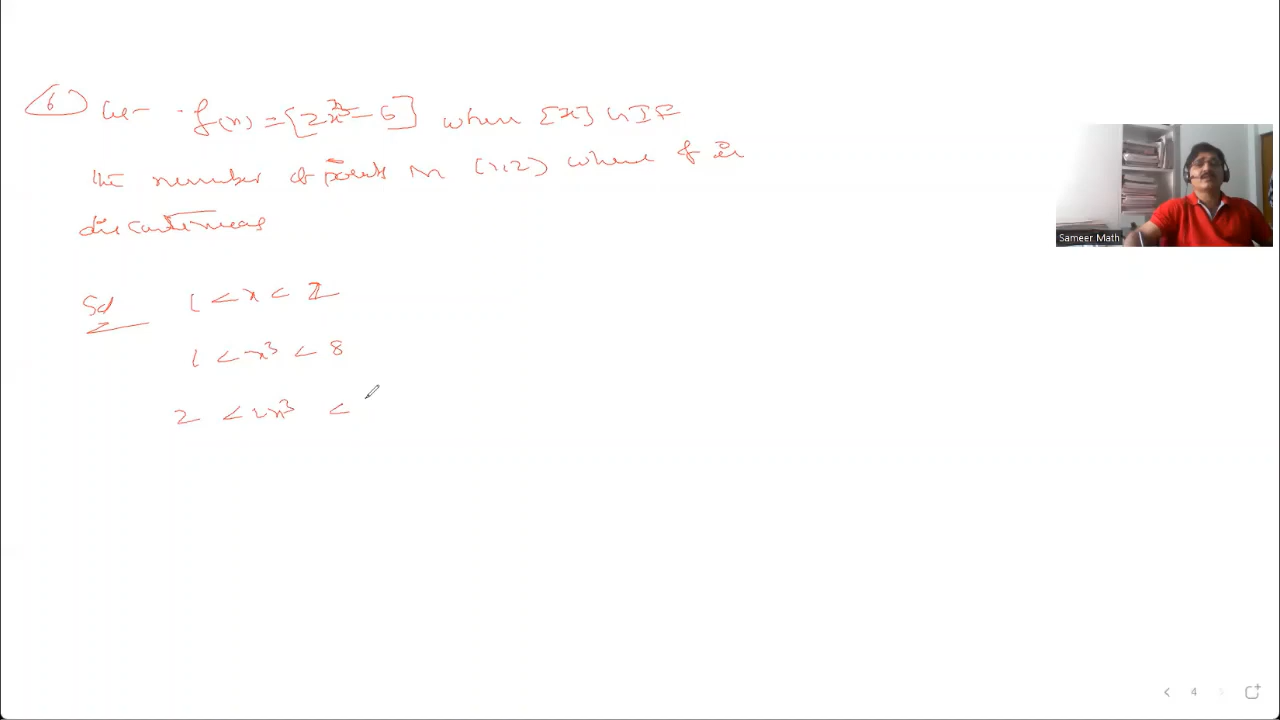 6 Let f(x) = [2x³ - 6] where [x] GIF
the number of points in (1,2) where f is
discontinuous
Sol 1 < x < 2
1 < x³ < 8
2 < 2x³ <
Sameer Math
< 4